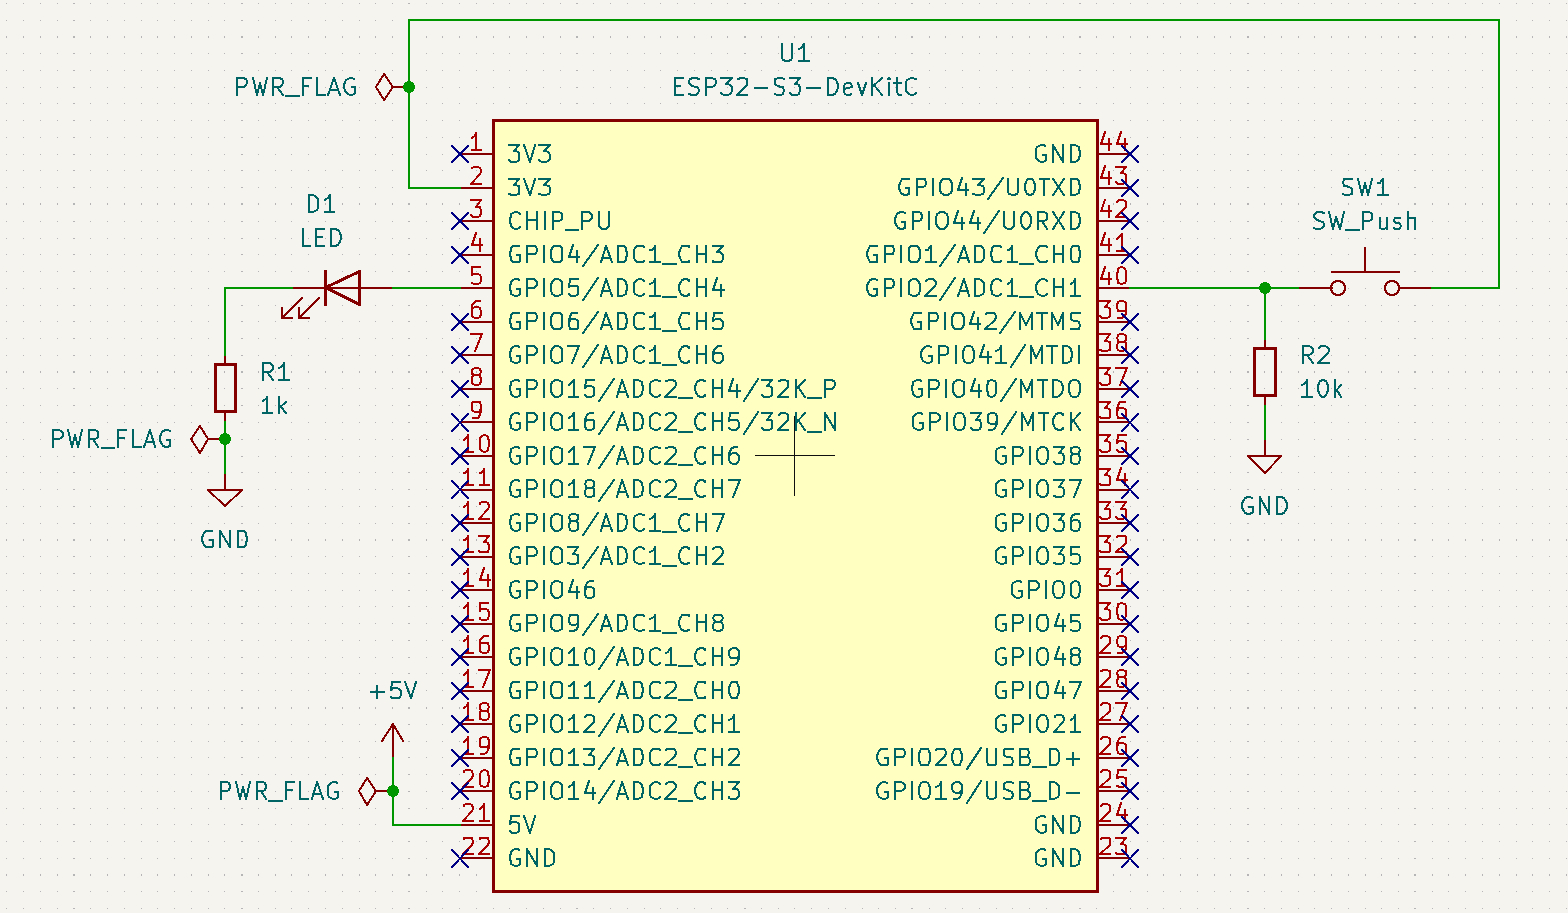 U1
ESP32-S3-DevKitC
PWR_FLAG
1 3V3
2 3V3
3 CHIP_PU
4 GPIO4/ADC1_CH3
5 GPIO5/ADC1_CH4
6 GPIO6/ADC1_CH5
7 GPIO7/ADC1_CH6
8 GPIO15/ADC2_CH4/32K_P
9 GPIO16/ADC2_CH5/32K_N
10 GPIO17/ADC2_CH6
11 GPIO18/ADC2_CH7
12 GPIO8/ADC1_CH7
13 GPIO3/ADC1_CH2
14 GPIO46
15 GPIO9/ADC1_CH8
16 GPIO10/ADC1_CH9
17 GPIO11/ADC2_CH0
18 GPIO12/ADC2_CH1
19 GPIO13/ADC2_CH2
20 GPIO14/ADC2_CH3
21 5V
22 GND
GND 44
GPIO43/U0TXD 43
GPIO44/U0RXD 42
GPIO1/ADC1_CH0 41
GPIO2/ADC1_CH1 40
GPIO42/MTMS 39
GPIO41/MTDI 38
GPIO40/MTDO 37
GPIO39/MTCK 36
GPIO38 35
GPIO37 34
GPIO36 33
GPIO35 32
GPIO0 31
GPIO45 30
GPIO48 29
GPIO47 28
GPIO21 27
GPIO20/USB_D+ 26
GPIO19/USB_D- 25
GND 24
GND 23
D1
LED
R1
1k
PWR_FLAG
GND
+5V
PWR_FLAG
SW1
SW_Push
R2
10k
GND